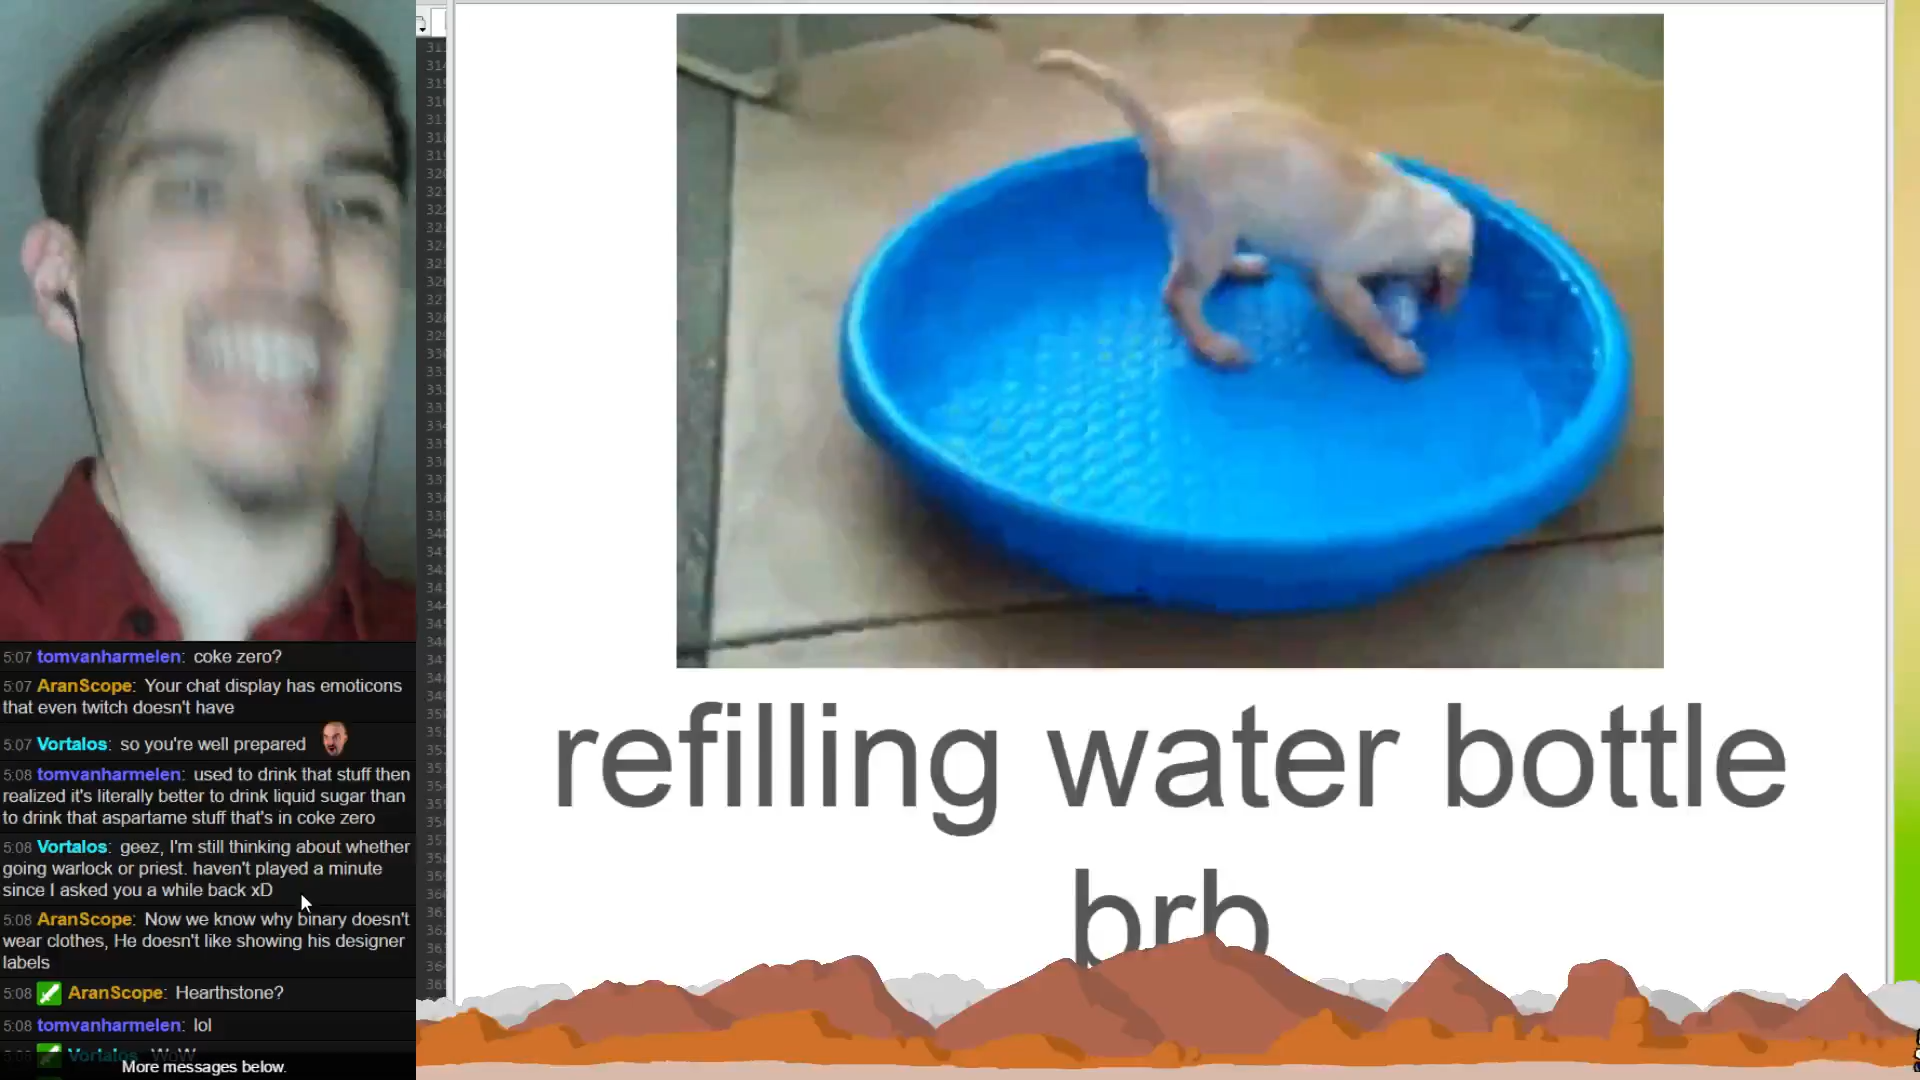 5:07 tomvanharmelen: coke zero?
5:07 AranScope: Your chat display has emoticons
that even twitch doesn't have
5:07 Vortalos: so you're well prepared
5:08 tomvanharmelen: used to drink that stuff then
realized it's literally better to drink liquid sugar than
to drink that aspartame stuff that's in coke zero
5:08 Vortalos: geez, I'm still thinking about whether
going warlock or priest. haven't played a minute
since I asked you a while back xD
5:08 AranScope: Now we know why binary doesn't
wear clothes, He doesn't like showing his designer
labels
5:08 AranScope: Hearthstone?
5:08 tomvanharmelen: lol
Vortalos: WoW
More messages below.
refilling water bottle
brb